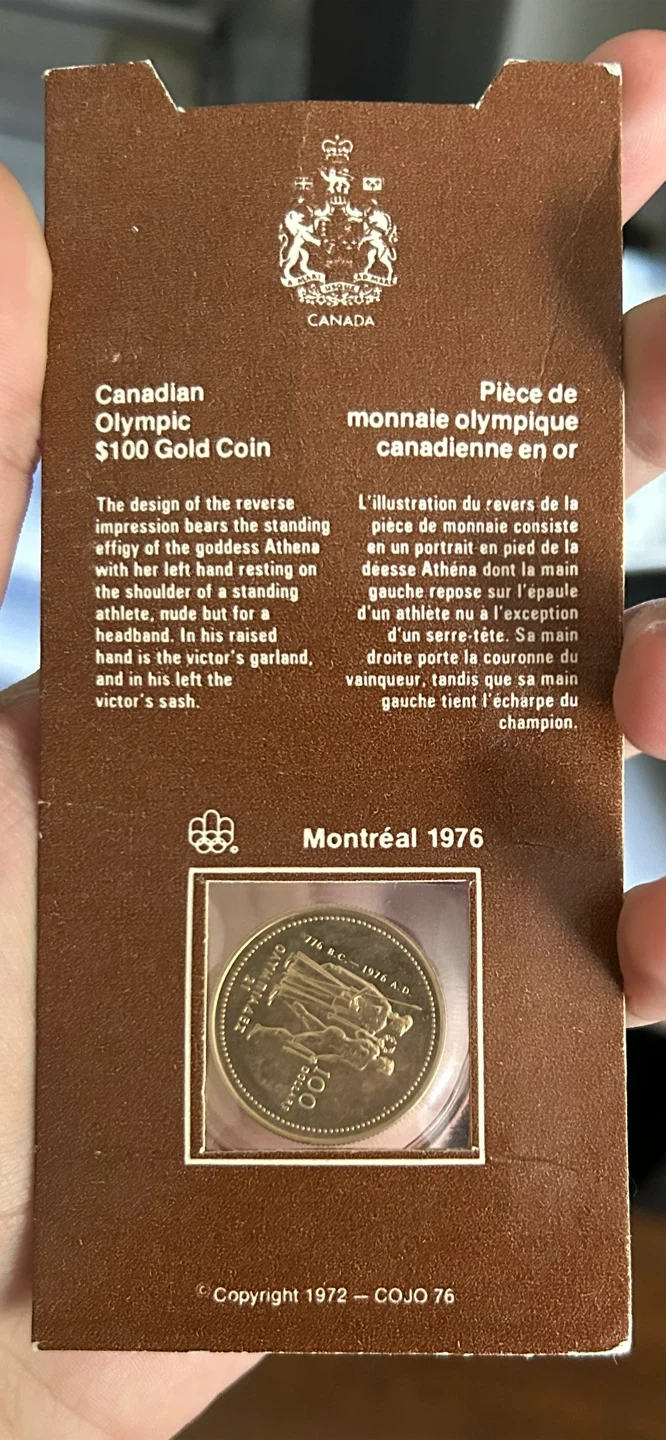 A MARI USQUE AD MARE
CANADA
Canadian
Olympic
$100 Gold Coin
Pièce de
monnaie olympique
canadienne en or
The design of the reverse
impression bears the standing
effigy of the goddess Athena
with her left hand resting on
the shoulder of a standing
athlete, nude but for a
headband. In his raised
hand is the victor's garland,
and in his left the
victor's sash.
L'illustration du revers de la
pièce de monnaie consiste
en un portrait en pied de la
déesse Athéna dont la main
gauche repose sur l'épaule
d'un athlète nu à l'exception
d'un serre-tête. Sa main
droite porte la couronne du
vainqueur, tandis que sa main
gauche tient l'écharpe du
champion.
Montréal 1976
776 B.C. — 1976 A.D.
100
DOLLARS
© Copyright 1972 — COJO 76